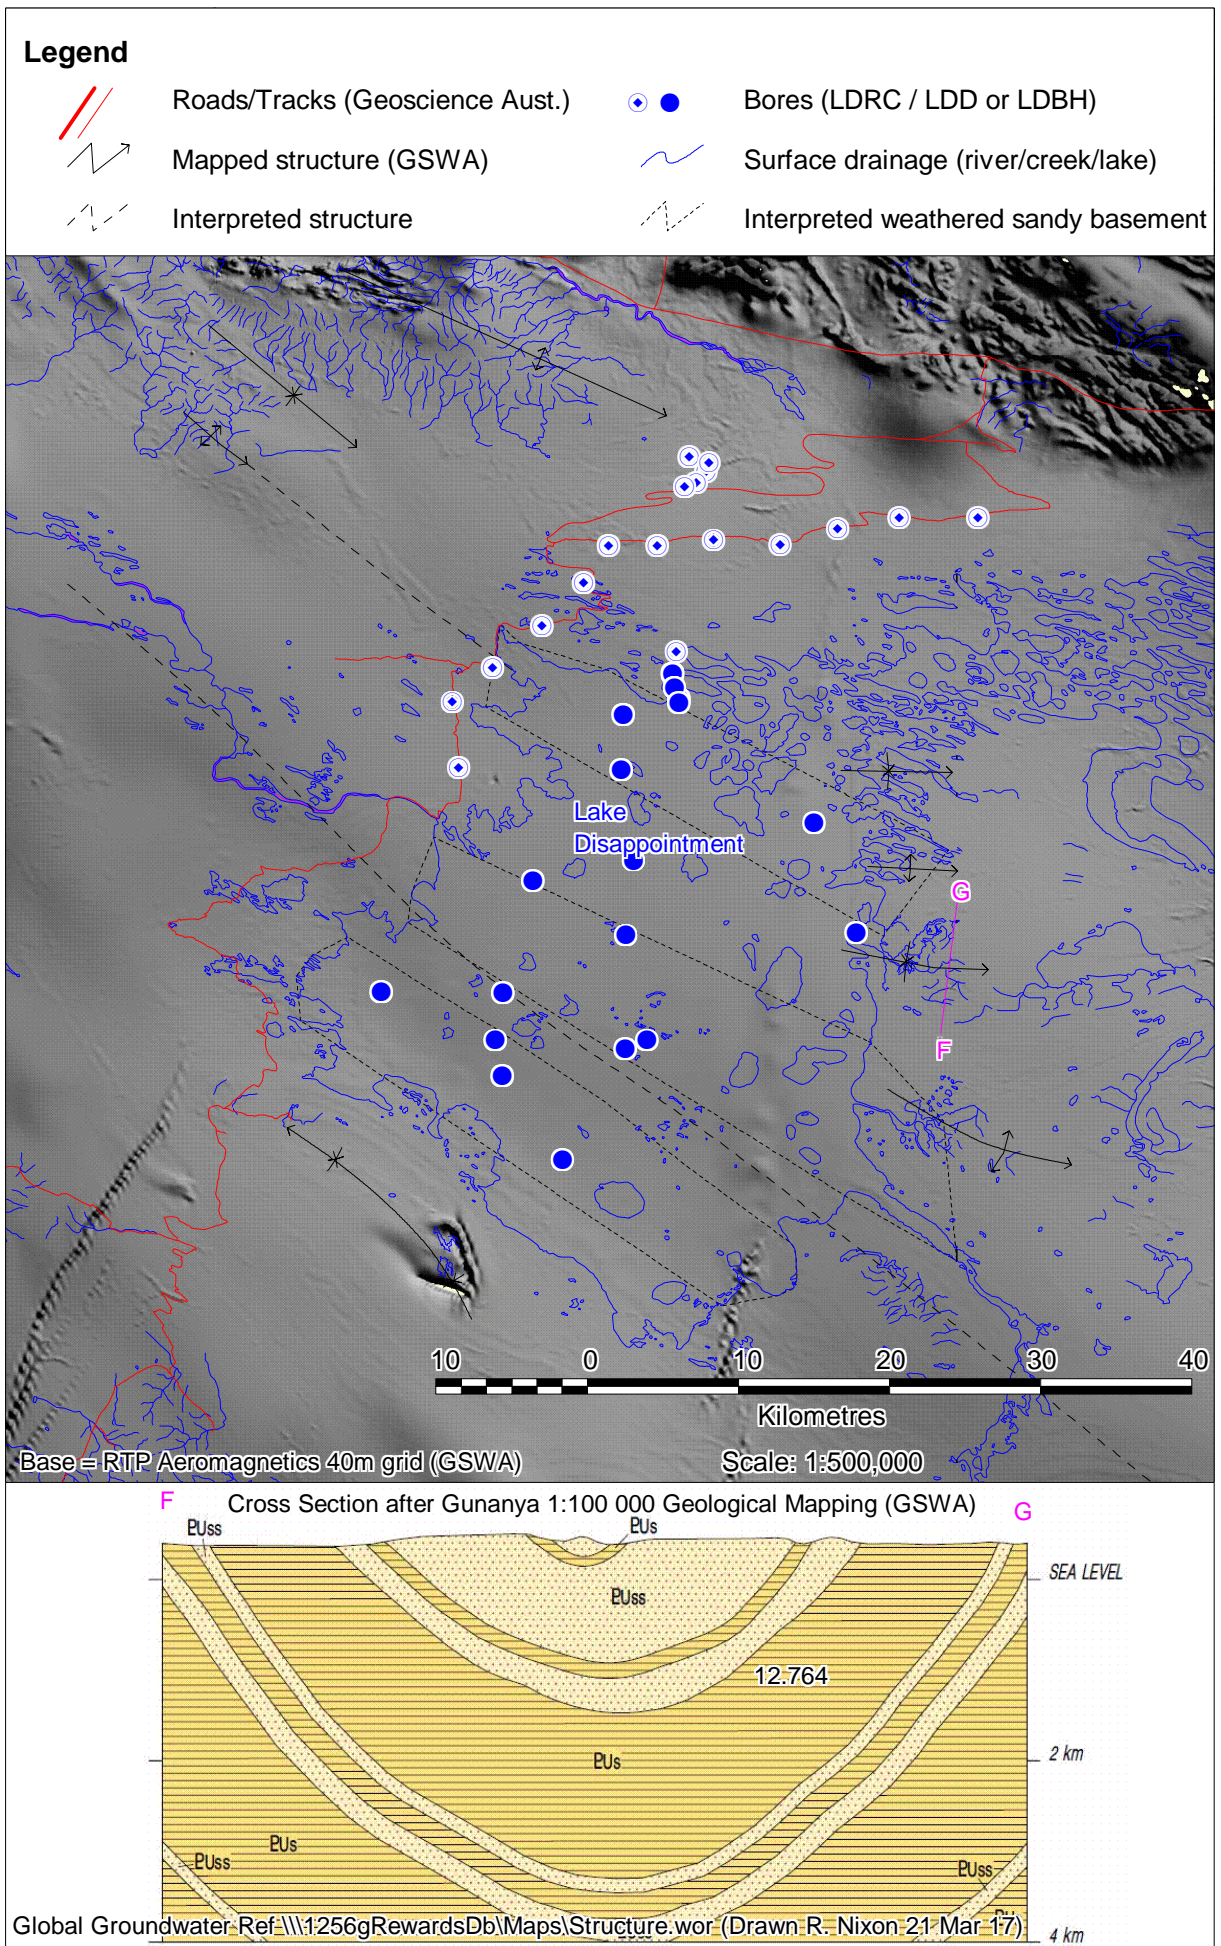 Legend
Roads/Tracks (Geoscience Aust.)
Bores (LDRC / LDD or LDBH)
Mapped structure (GSWA)
Surface drainage (river/creek/lake)
Interpreted structure
Interpreted weathered sandy basement
Lake
Disappointment
G
F
10 0 10 20 30 40
Kilometres
Base = RTP Aeromagnetics 40m grid (GSWA)
Scale: 1:500,000
F
Cross Section after Gunanya 1:100 000 Geological Mapping (GSWA)
G
PUss
PUs
SEA LEVEL
PUss
12.764
2 km
PUs
PUs
PUss
PUss
Global Groundwater Ref \\\1256gRewardsDb\Maps\Structure.wor (Drawn R. Nixon 21 Mar 17)
4 km